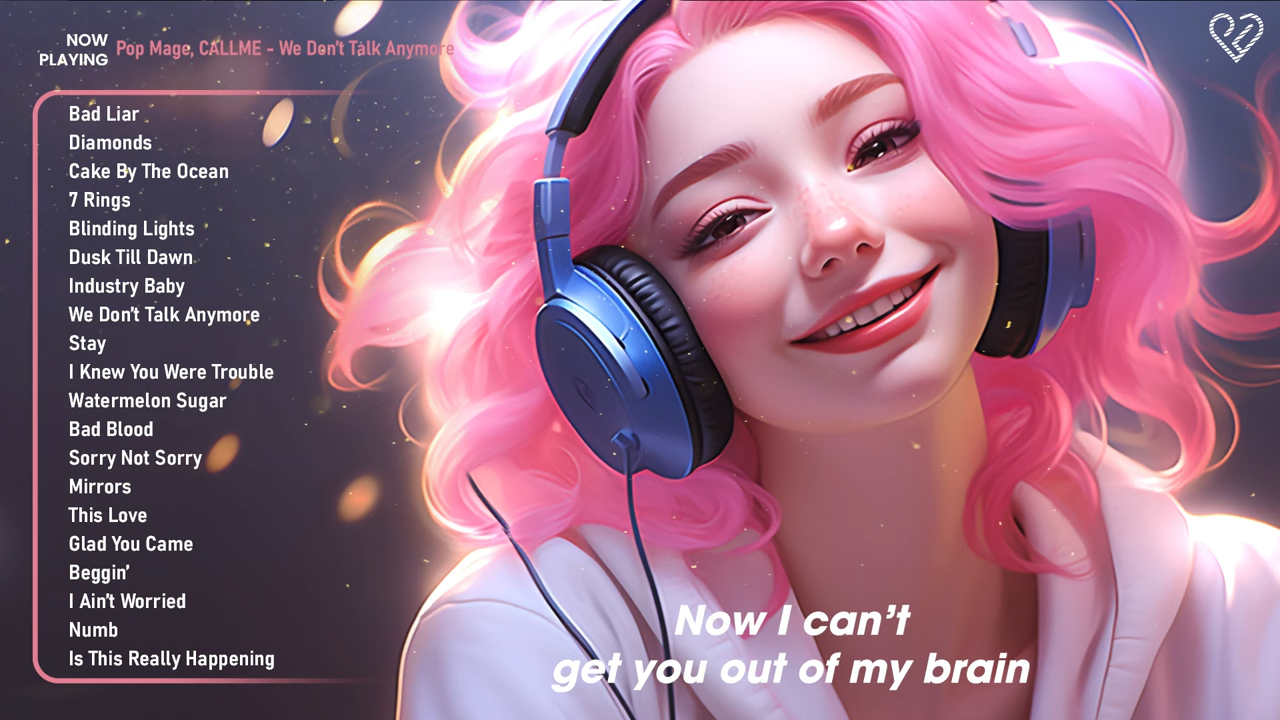 NOW
PLAYING
Pop Mage, CALLME - We Don't Talk Anymore
Bad Liar
Diamonds
Cake By The Ocean
7 Rings
Blinding Lights
Dusk Till Dawn
Industry Baby
We Don't Talk Anymore
Stay
I Knew You Were Trouble
Watermelon Sugar
Bad Blood
Sorry Not Sorry
Mirrors
This Love
Glad You Came
Beggin'
I Ain't Worried
Numb
Is This Really Happening
Now I can't
get you out of my brain